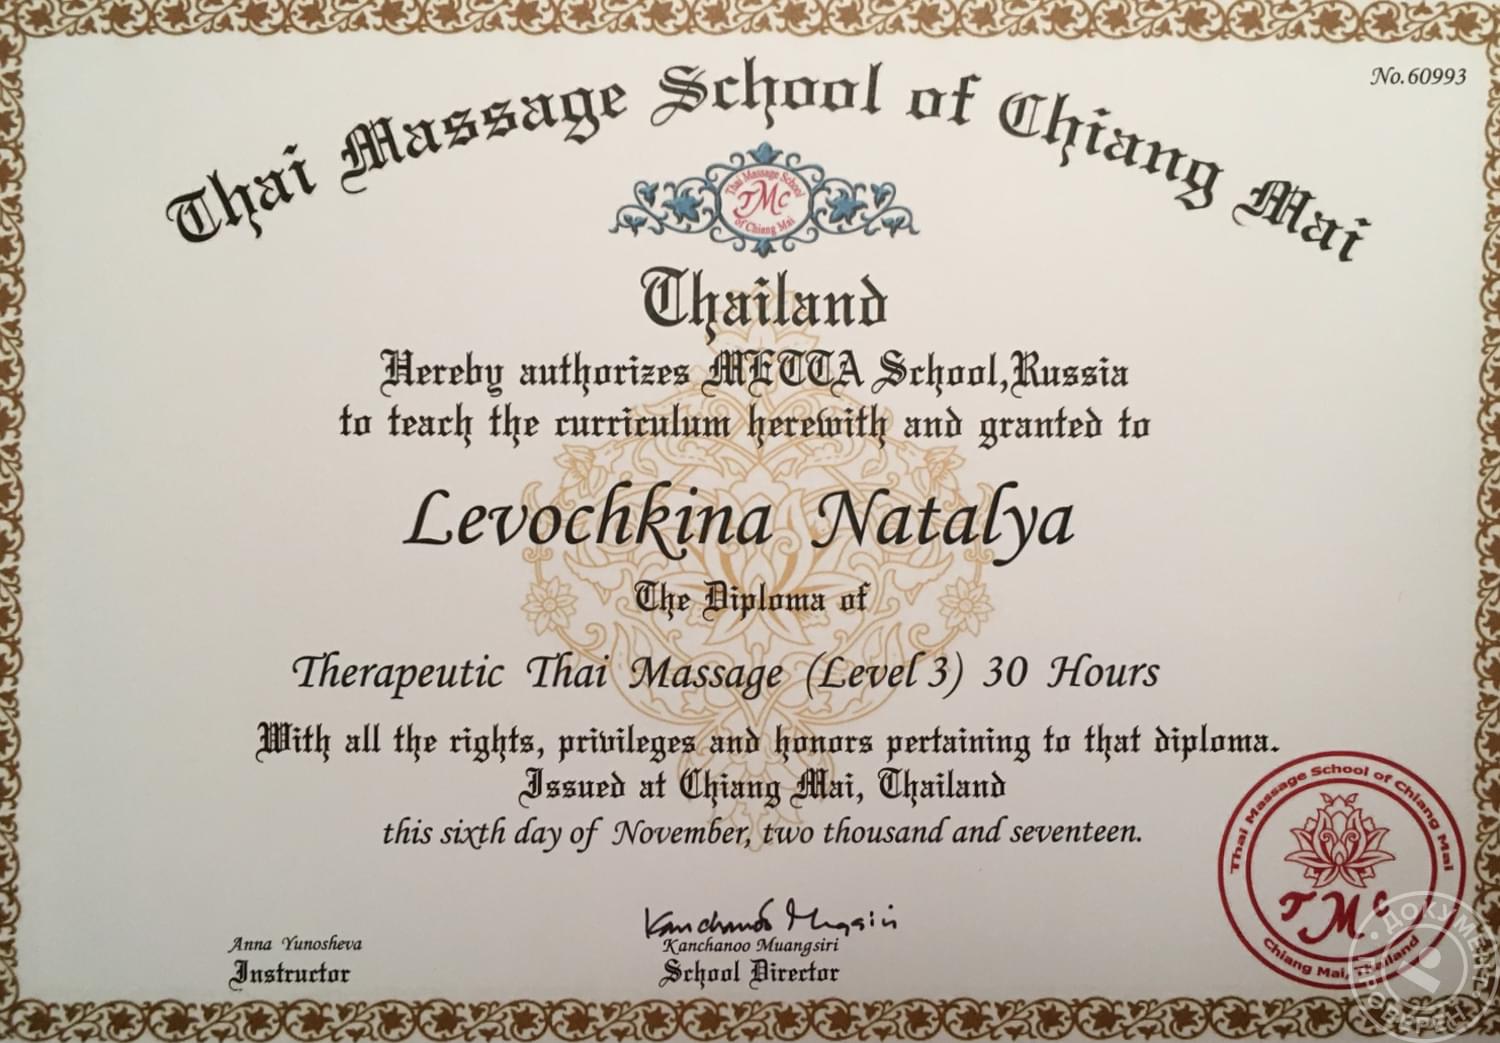 No.60993
Thai Massage School of Chiang Mai
Thai Massage School
TMC
of Chiang Mai
Thailand
Hereby authorizes METTA School,Russia
to teach the curriculum herewith and granted to
Levochkina Natalya
The Diploma of
Therapeutic Thai Massage (Level 3) 30 Hours
With all the rights, privileges and honors pertaining to that diploma.
Issued at Chiang Mai, Thailand
this sixth day of November, two thousand and seventeen.
Thai Massage School of Chiang Mai
TMC
Chiang Mai, Thailand
Kanchanoo Muangsiri
Anna Yunosheva
Kanchanoo Muangsiri
Instructor
School Director
ДОКУМЕНТ
ПРОВЕРЕН